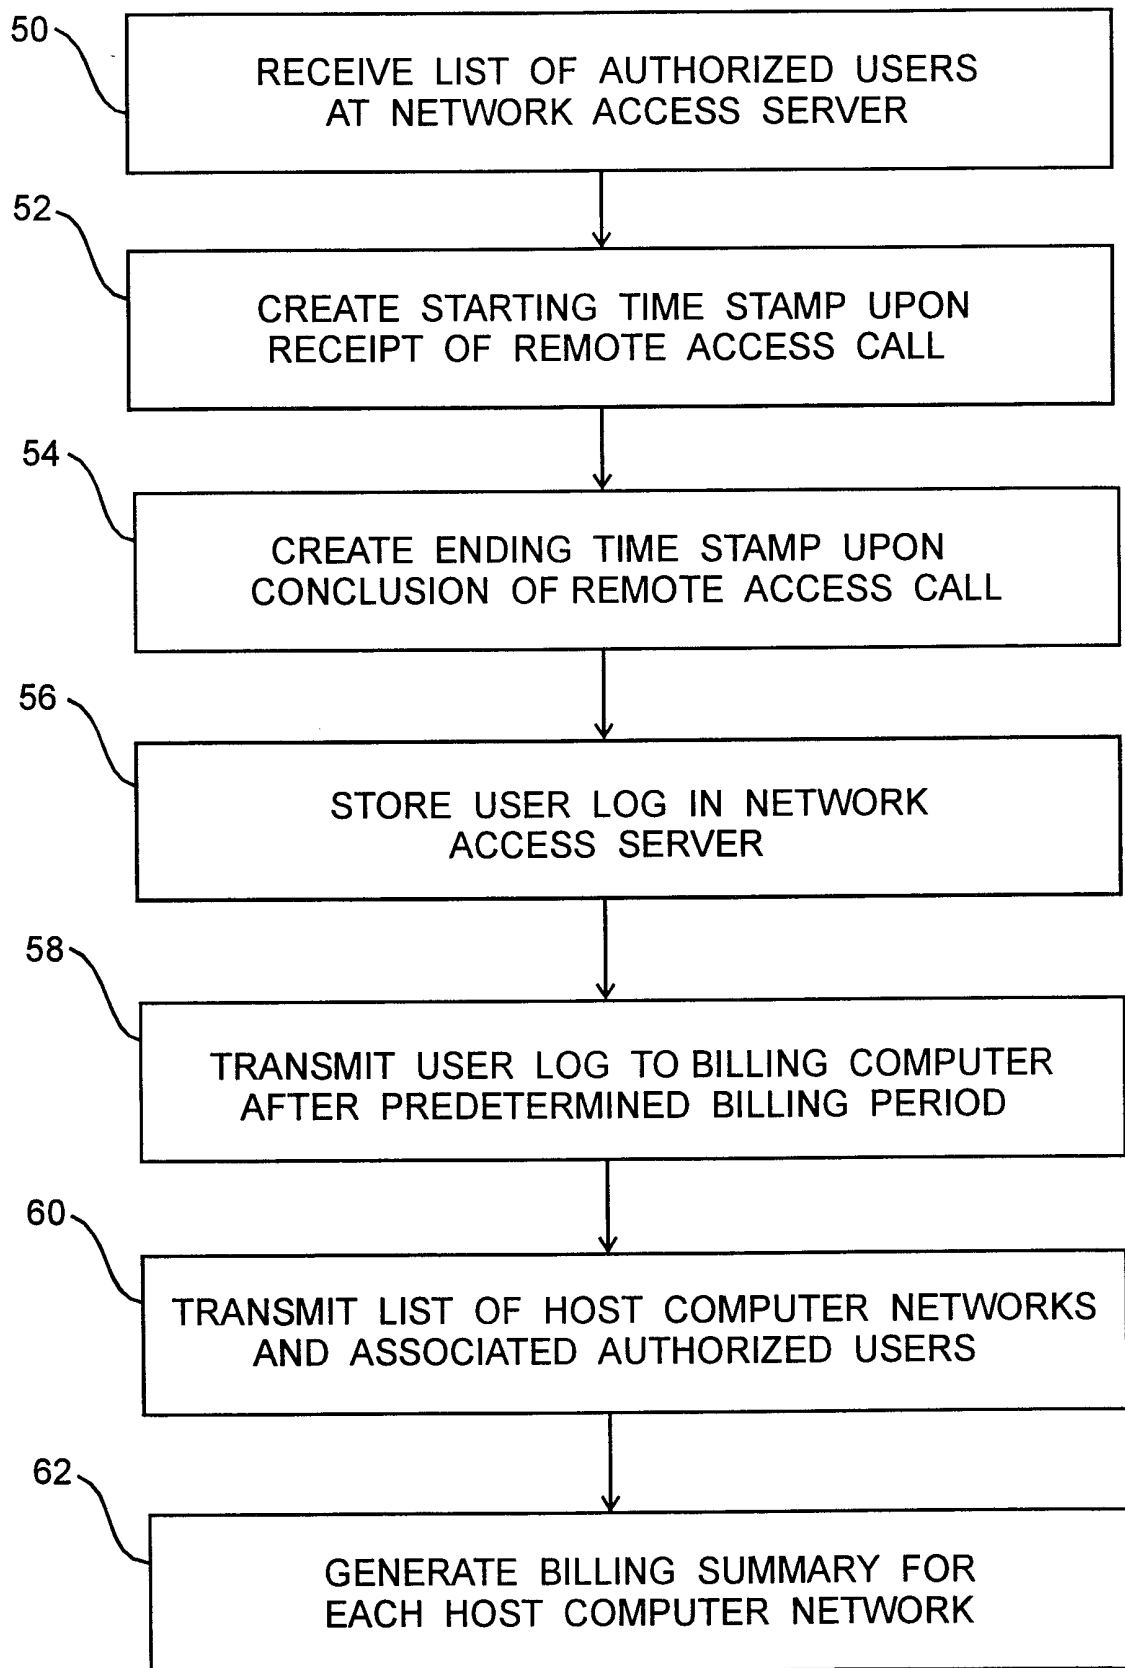 50
RECEIVE LIST OF AUTHORIZED USERS
AT NETWORK ACCESS SERVER
52
CREATE STARTING TIME STAMP UPON
RECEIPT OF REMOTE ACCESS CALL
54
CREATE ENDING TIME STAMP UPON
CONCLUSION OF REMOTE ACCESS CALL
56
STORE USER LOG IN NETWORK
ACCESS SERVER
58
TRANSMIT USER LOG TO BILLING COMPUTER
AFTER PREDETERMINED BILLING PERIOD
60
TRANSMIT LIST OF HOST COMPUTER NETWORKS
AND ASSOCIATED AUTHORIZED USERS
62
GENERATE BILLING SUMMARY FOR
EACH HOST COMPUTER NETWORK